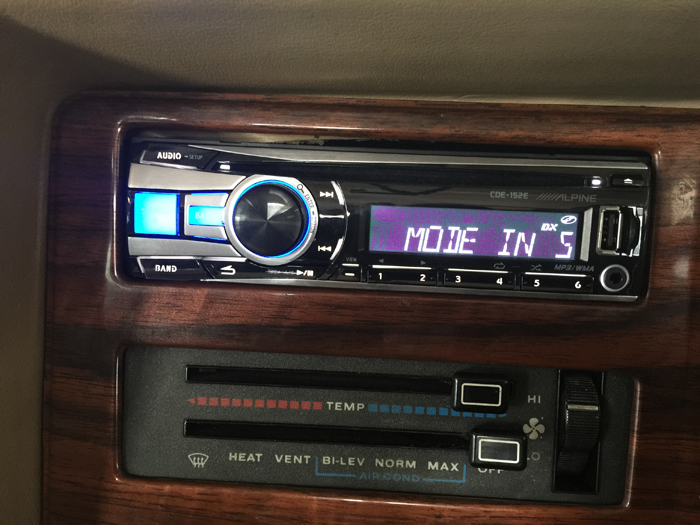 AUDIO SETUP
CDE-152E ALPINE
DX
MODE IN S
BAND
VIEW
MP3/WMA
1 2 3 4 5 6
HI
TEMP
LO
HEAT VENT BI-LEV NORM MAX OFF
AIR COND